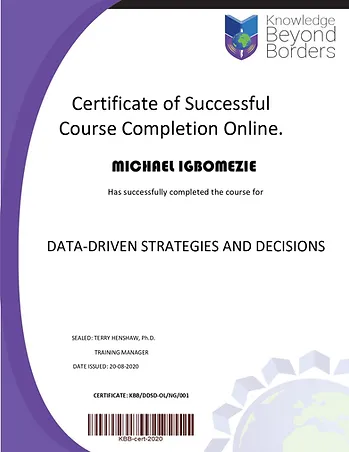 Knowledge
Beyond
Borders
Certificate of Successful
Course Completion Online.
MICHAEL IGBOMEZIE
Has successfully completed the course for
DATA-DRIVEN STRATEGIES AND DECISIONS
SEALED: TERRY HENSHAW, Ph.D.
TRAINING MANAGER
DATE ISSUED: 20-08-2020
CERTIFICATE: KBB/DDSD-OL/NG/001
KBB-cert-2020